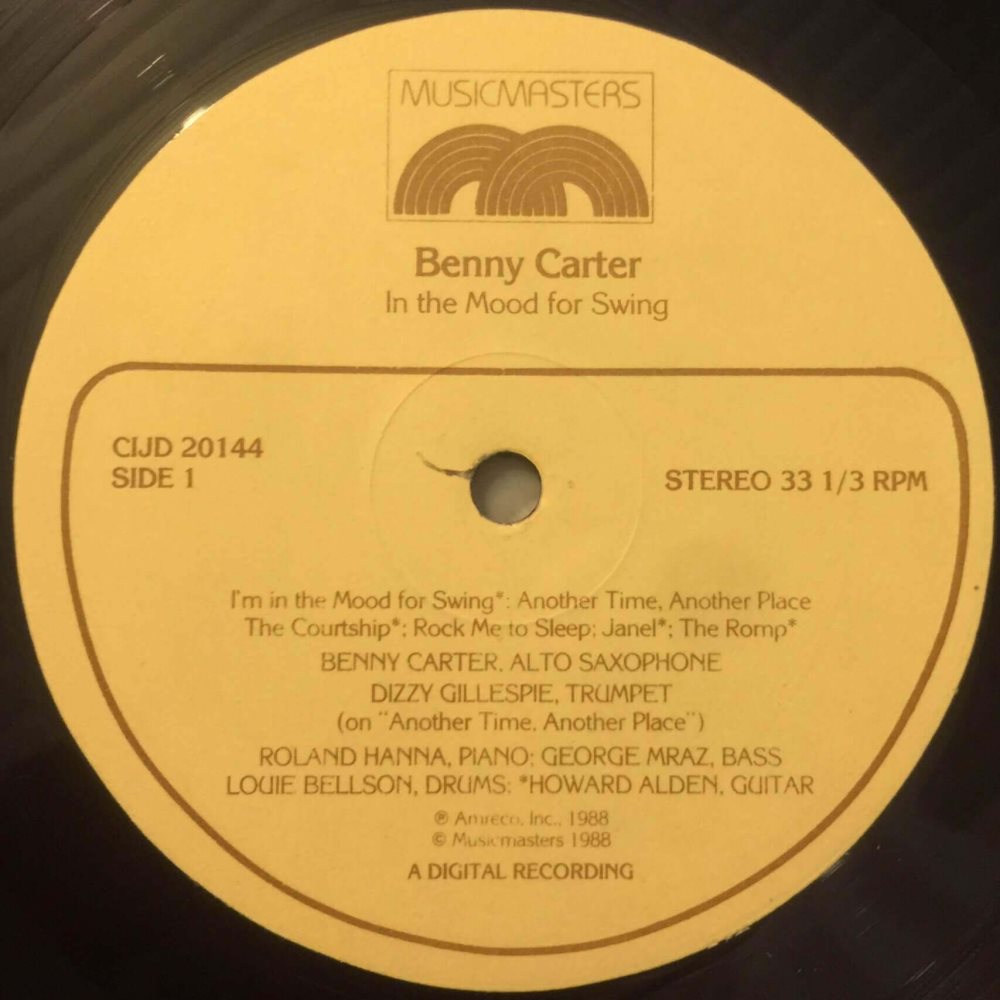 MUSICMASTERS
Benny Carter
In the Mood for Swing
CIJD 20144
SIDE 1
STEREO 33 1/3 RPM
I'm in the Mood for Swing*; Another Time, Another Place
The Courtship*; Rock Me to Sleep; Janel*; The Romp*
BENNY CARTER, ALTO SAXOPHONE
DIZZY GILLESPIE, TRUMPET
(on "Another Time, Another Place")
ROLAND HANNA, PIANO; GEORGE MRAZ, BASS
LOUIE BELLSON, DRUMS; *HOWARD ALDEN, GUITAR
℗ Amreco, Inc., 1988
© Musicmasters 1988
A DIGITAL RECORDING